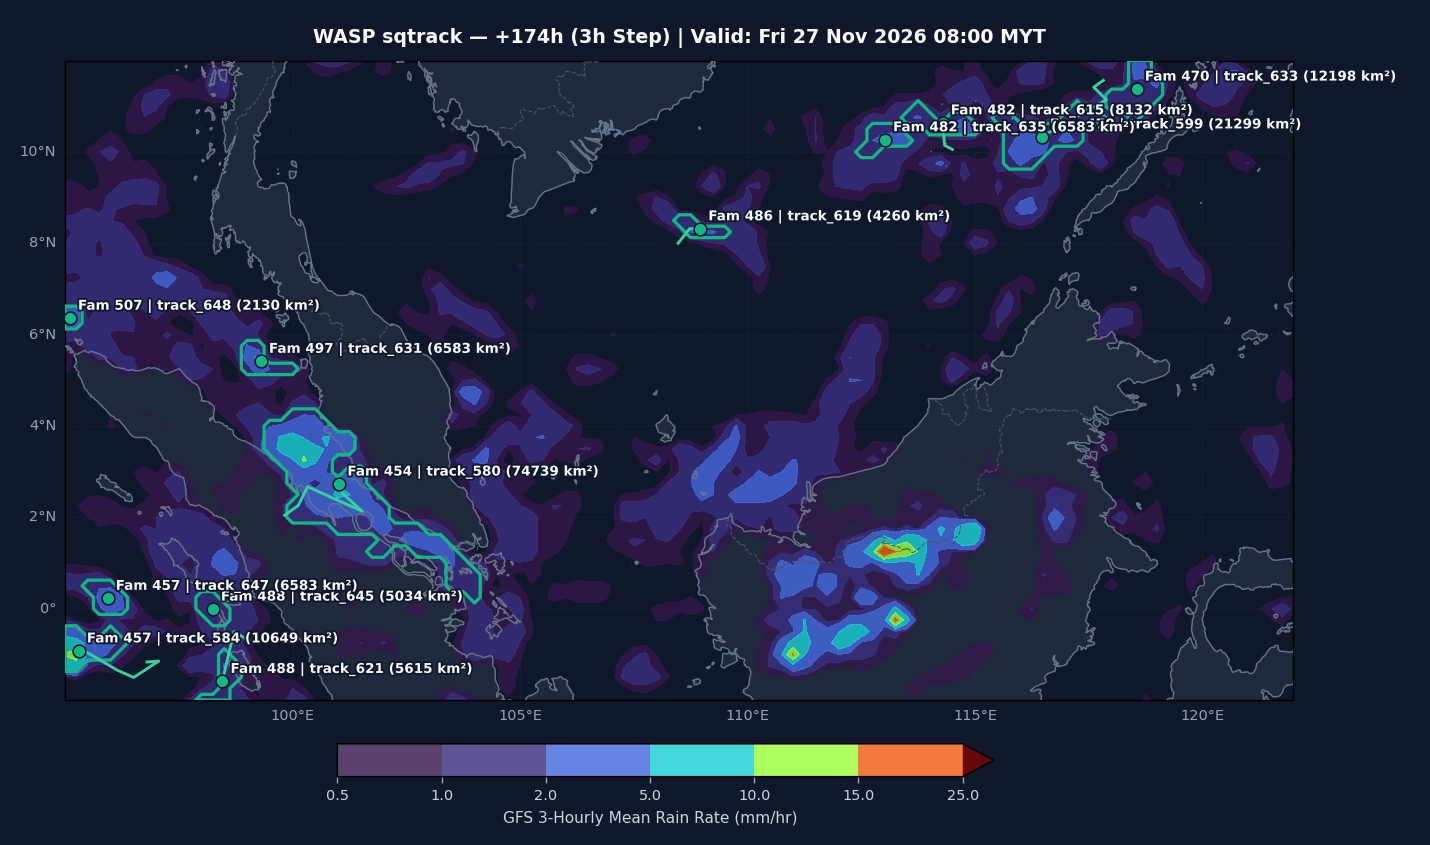 WASP sqtrack — +174h (3h Step) | Valid: Fri 27 Nov 2026 08:00 MYT
Fam 470 | track_633 (12198 km²)
Fam 482 | track_615 (8132 km²)
track_599 (21299 km²)
Fam 482 | track_635 (6583 km²)
10°N
Fam 486 | track_619 (4260 km²)
8°N
Fam 507 | track_648 (2130 km²)
6°N
Fam 497 | track_631 (6583 km²)
4°N
Fam 454 | track_580 (74739 km²)
2°N
Fam 457 | track_647 (6583 km²)
Fam 488 | track_645 (5034 km²)
0°
Fam 457 | track_584 (10649 km²)
Fam 488 | track_621 (5615 km²)
100°E 105°E 110°E 115°E 120°E
0.5 1.0 2.0 5.0 10.0 15.0 25.0
GFS 3-Hourly Mean Rain Rate (mm/hr)